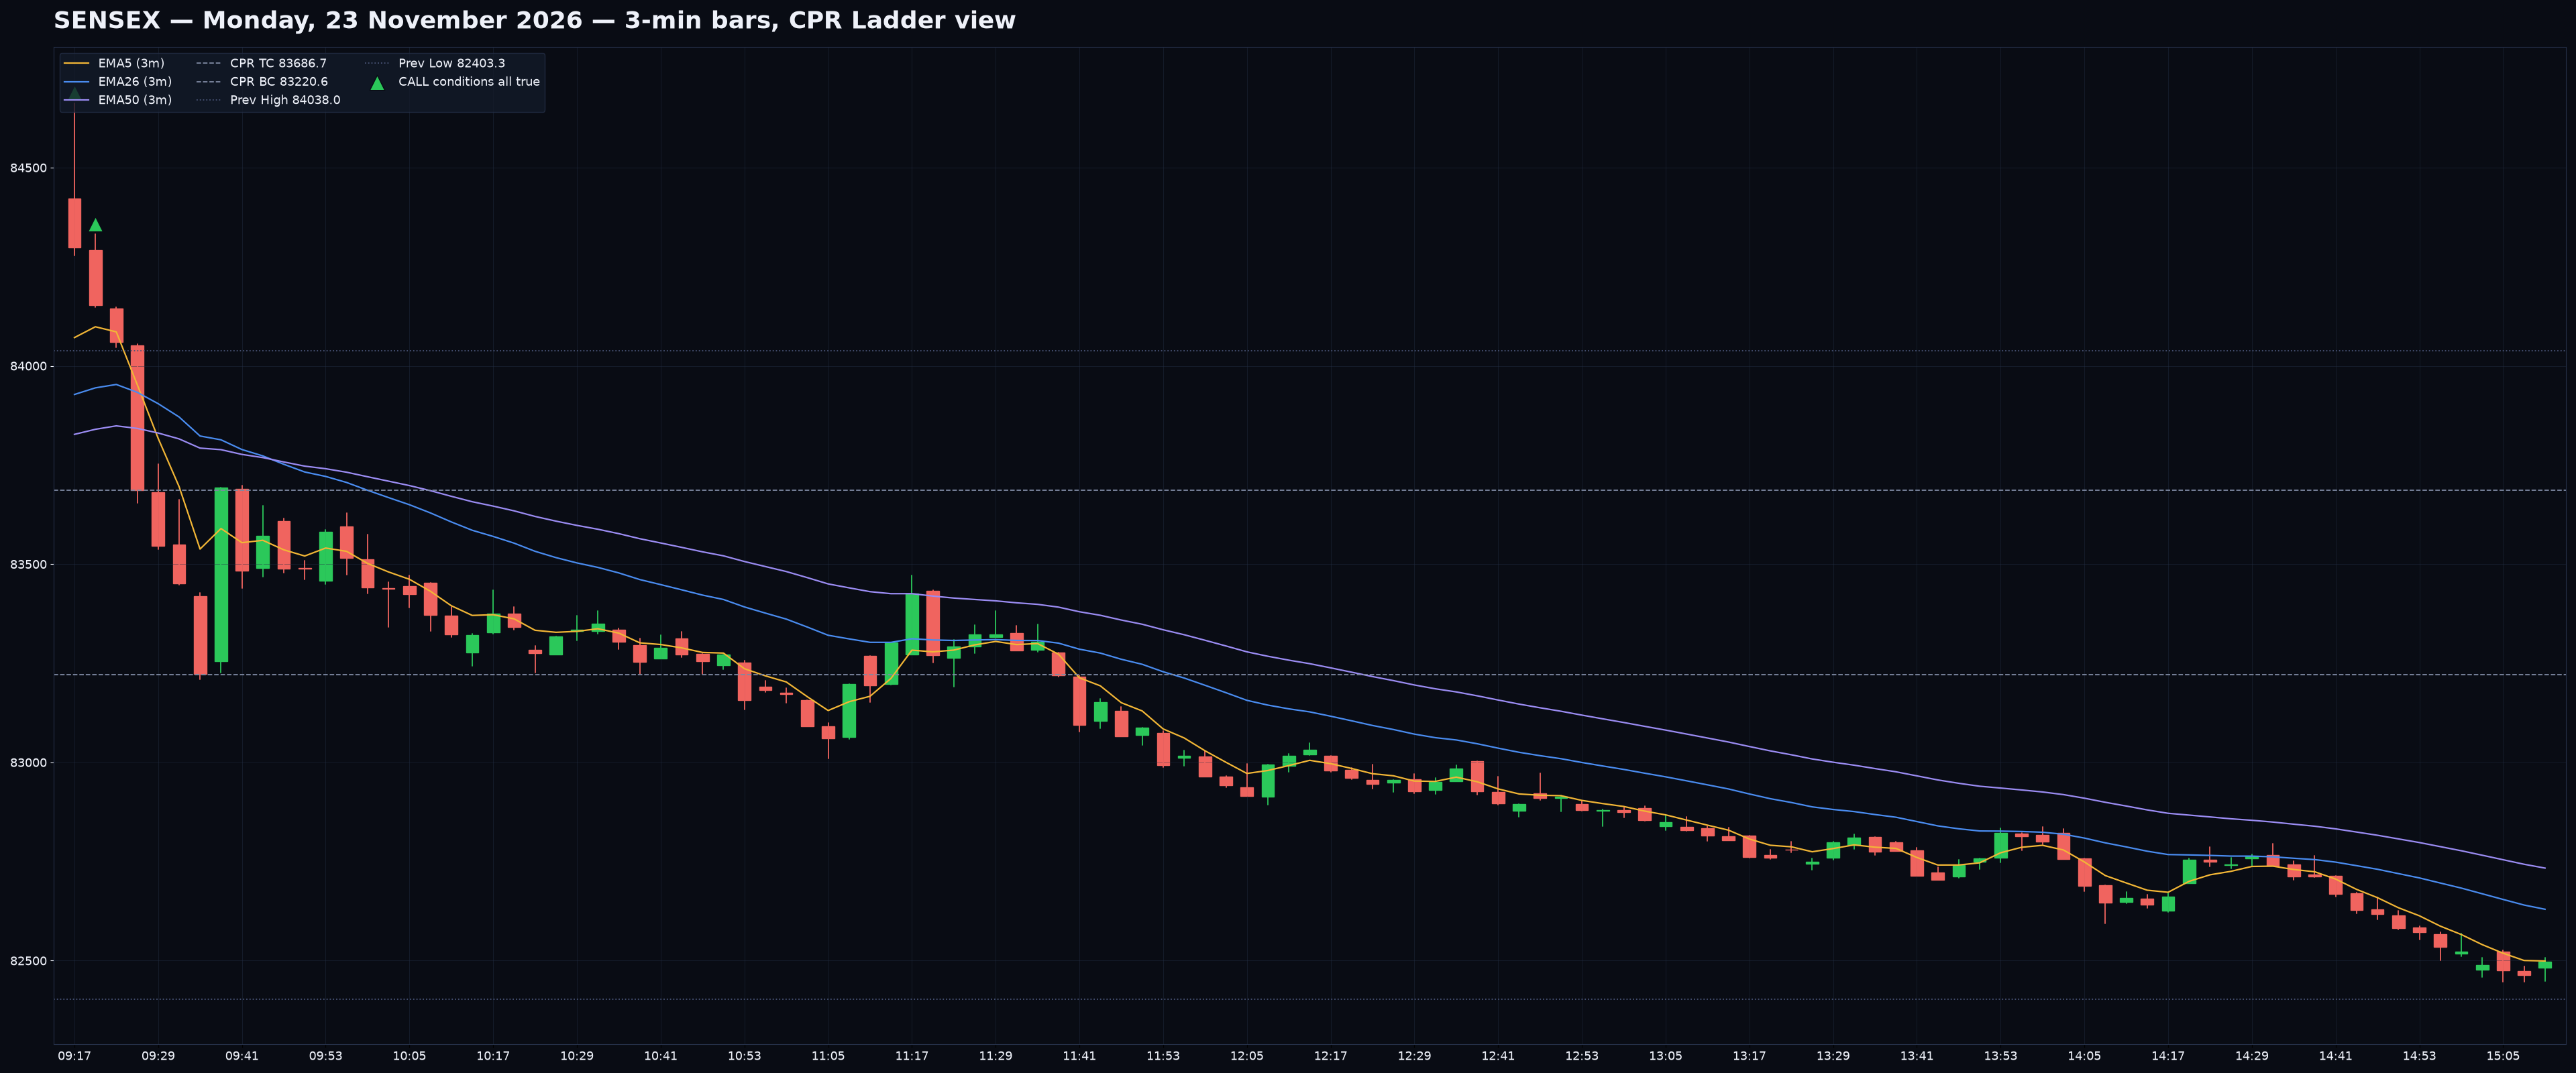 SENSEX — Monday, 23 November 2026 — 3-min bars, CPR Ladder view
EMA5 (3m)
EMA26 (3m)
EMA50 (3m)
CPR TC 83686.7
CPR BC 83220.6
Prev High 84038.0
Prev Low 82403.3
CALL conditions all true
84500
84000
83500
83000
82500
09:17 09:29 09:41 09:53 10:05 10:17 10:29 10:41 10:53 11:05 11:17 11:29 11:41 11:53 12:05 12:17 12:29 12:41 12:53 13:05 13:17 13:29 13:41 13:53 14:05 14:17 14:29 14:41 14:53 15:05